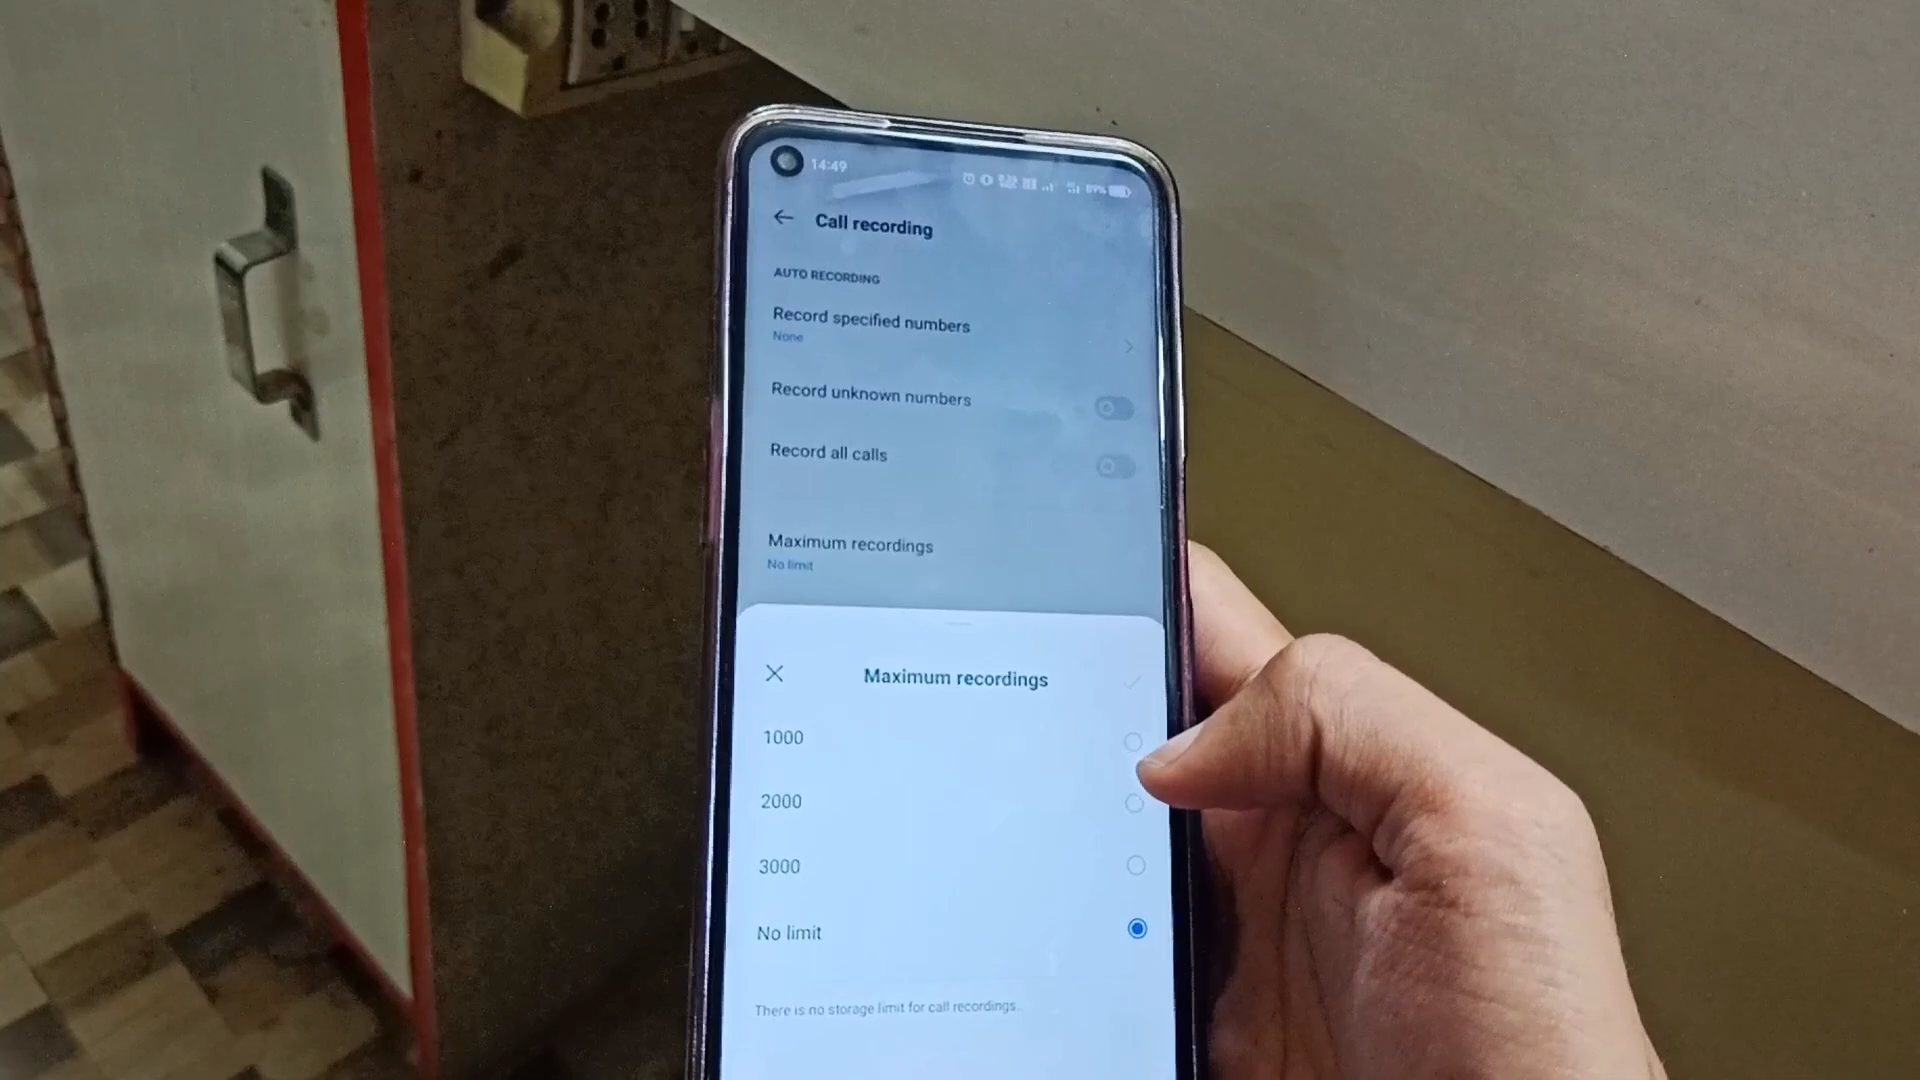 14:49
89%
Call recording
AUTO RECORDING
Record specified numbers
None
Record unknown numbers
Record all calls
Maximum recordings
No limit
Maximum recordings
1000
2000
3000
No limit
There is no storage limit for call recordings.